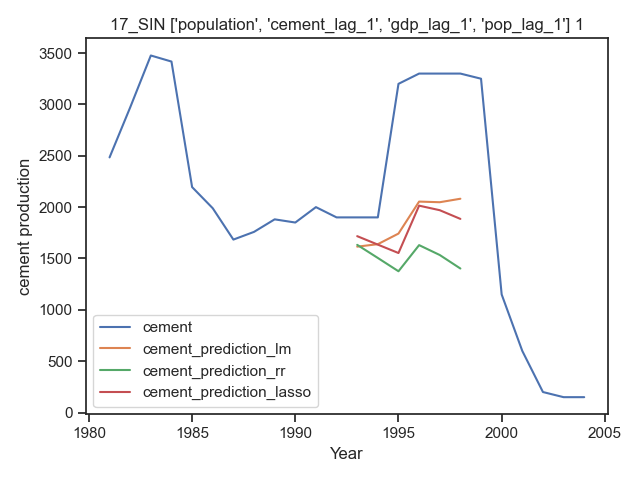 17_SIN ['population', 'cement_lag_1', 'gdp_lag_1', 'pop_lag_1'] 1
cement production
3500
3000
2500
2000
1500
1000
500
0
cement
cement_prediction_lm
cement_prediction_rr
cement_prediction_lasso
1980 1985 1990 1995 2000 2005
Year